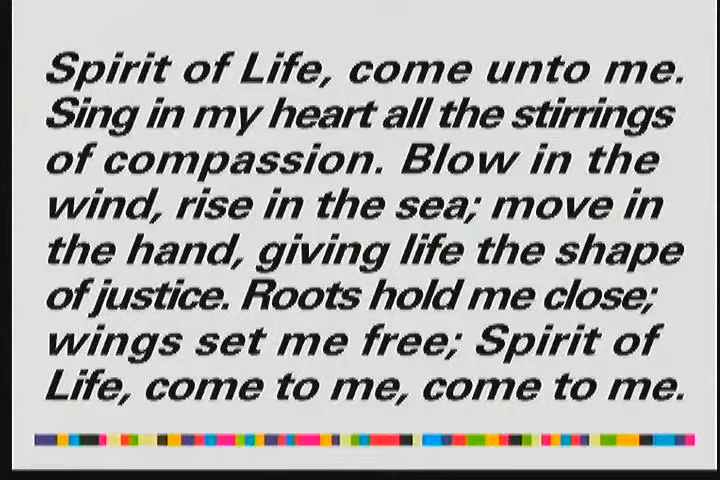 Spirit of Life, come unto me.
Sing in my heart all the stirrings
of compassion. Blow in the
wind, rise in the sea; move in
the hand, giving life the shape
of justice. Roots hold me close;
wings set me free; Spirit of
Life, come to me, come to me.